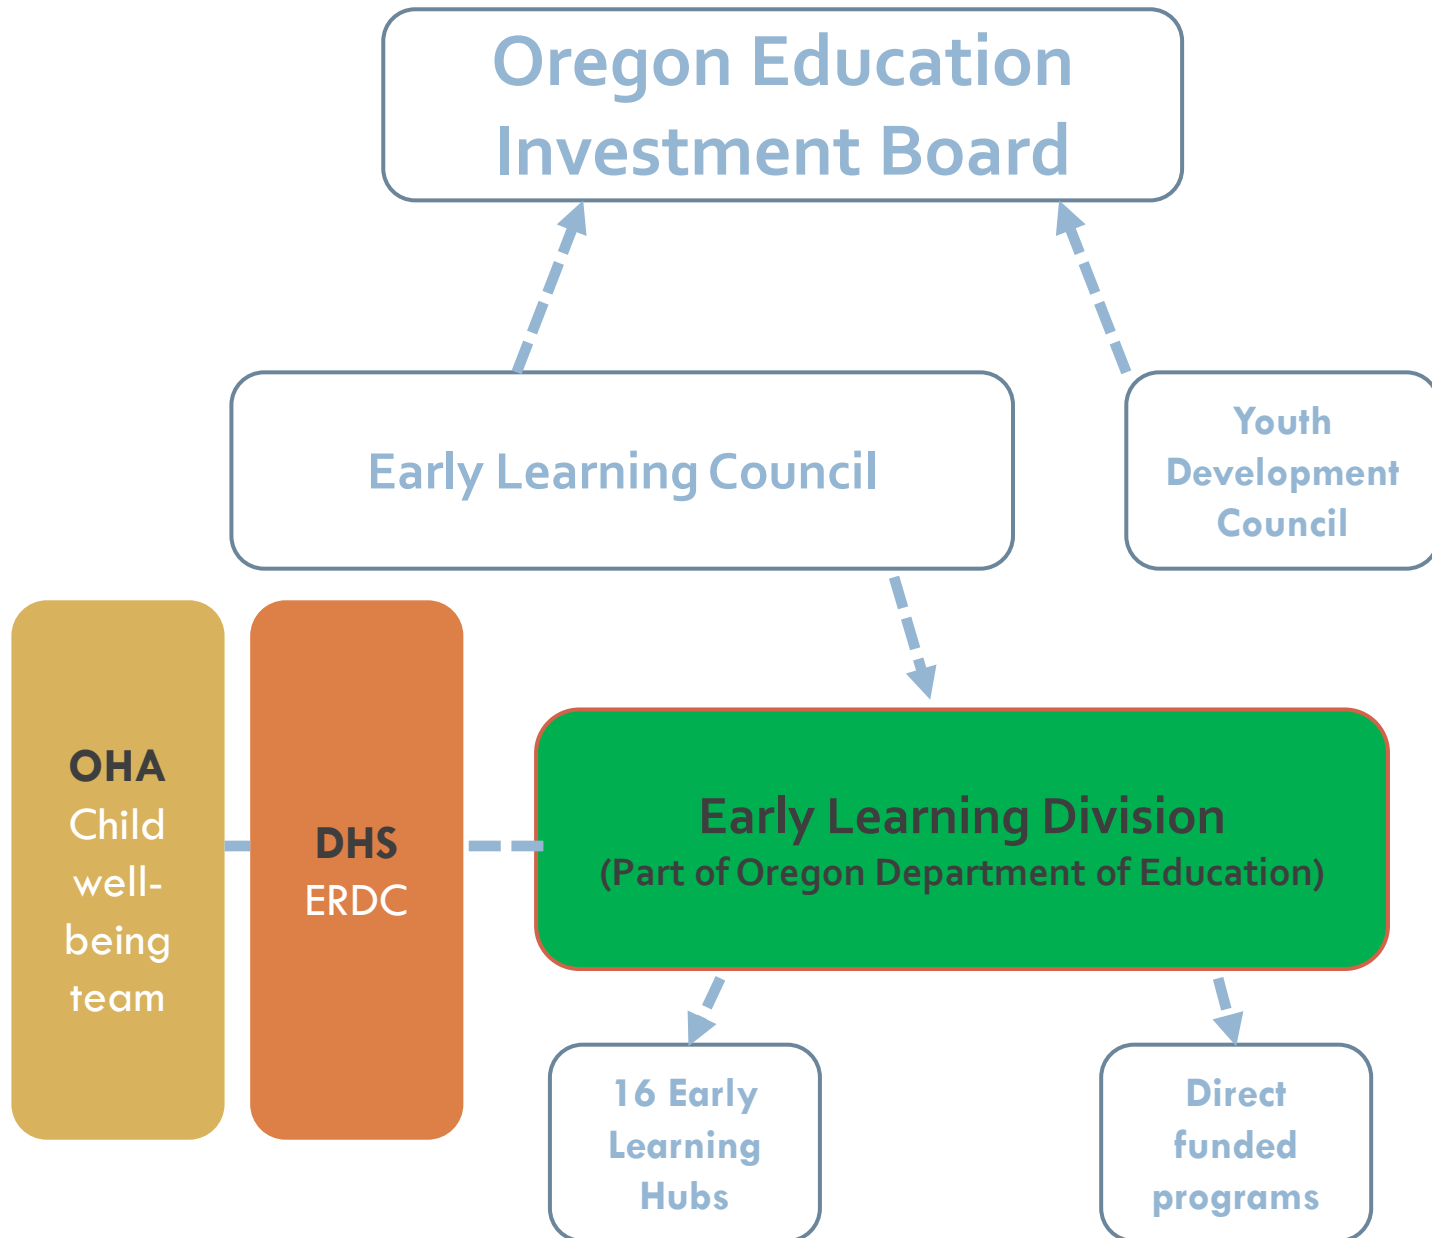 Oregon Education
Investment Board
Early Learning Council
Youth
Development
Council
OHA
Child
well-
being
team
DHS
ERDC
Early Learning Division
(Part of Oregon Department of Education)
16 Early
Learning
Hubs
Direct
funded
programs